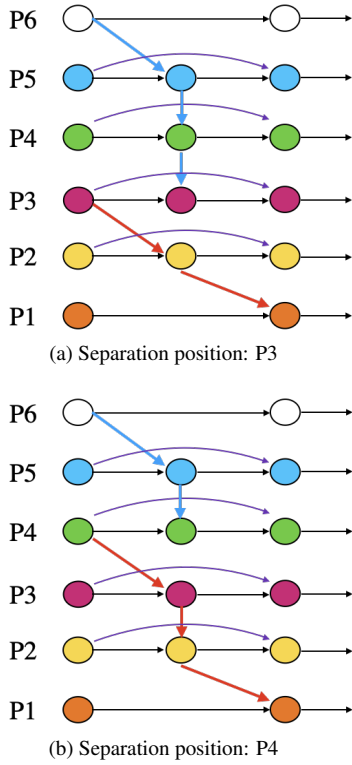 P6
P5
P4
P3
P2
P1
(a) Separation position: P3
P6
P5
P4
P3
P2
P1
(b) Separation position: P4